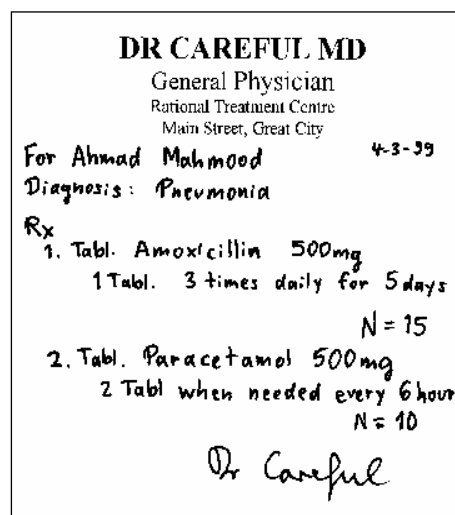 DR CAREFUL MD
General Physician
Rational Treatment Centre
Main Street, Great City
For Ahmad Mahmood 4-3-99
Diagnosis: Pneumonia
Rx
1. Tabl. Amoxicillin 500mg
1 Tabl. 3 times daily for 5 days
N = 15
2. Tabl. Paracetamol 500mg
2 Tabl when needed every 6 hour
N = 10
Dr Careful